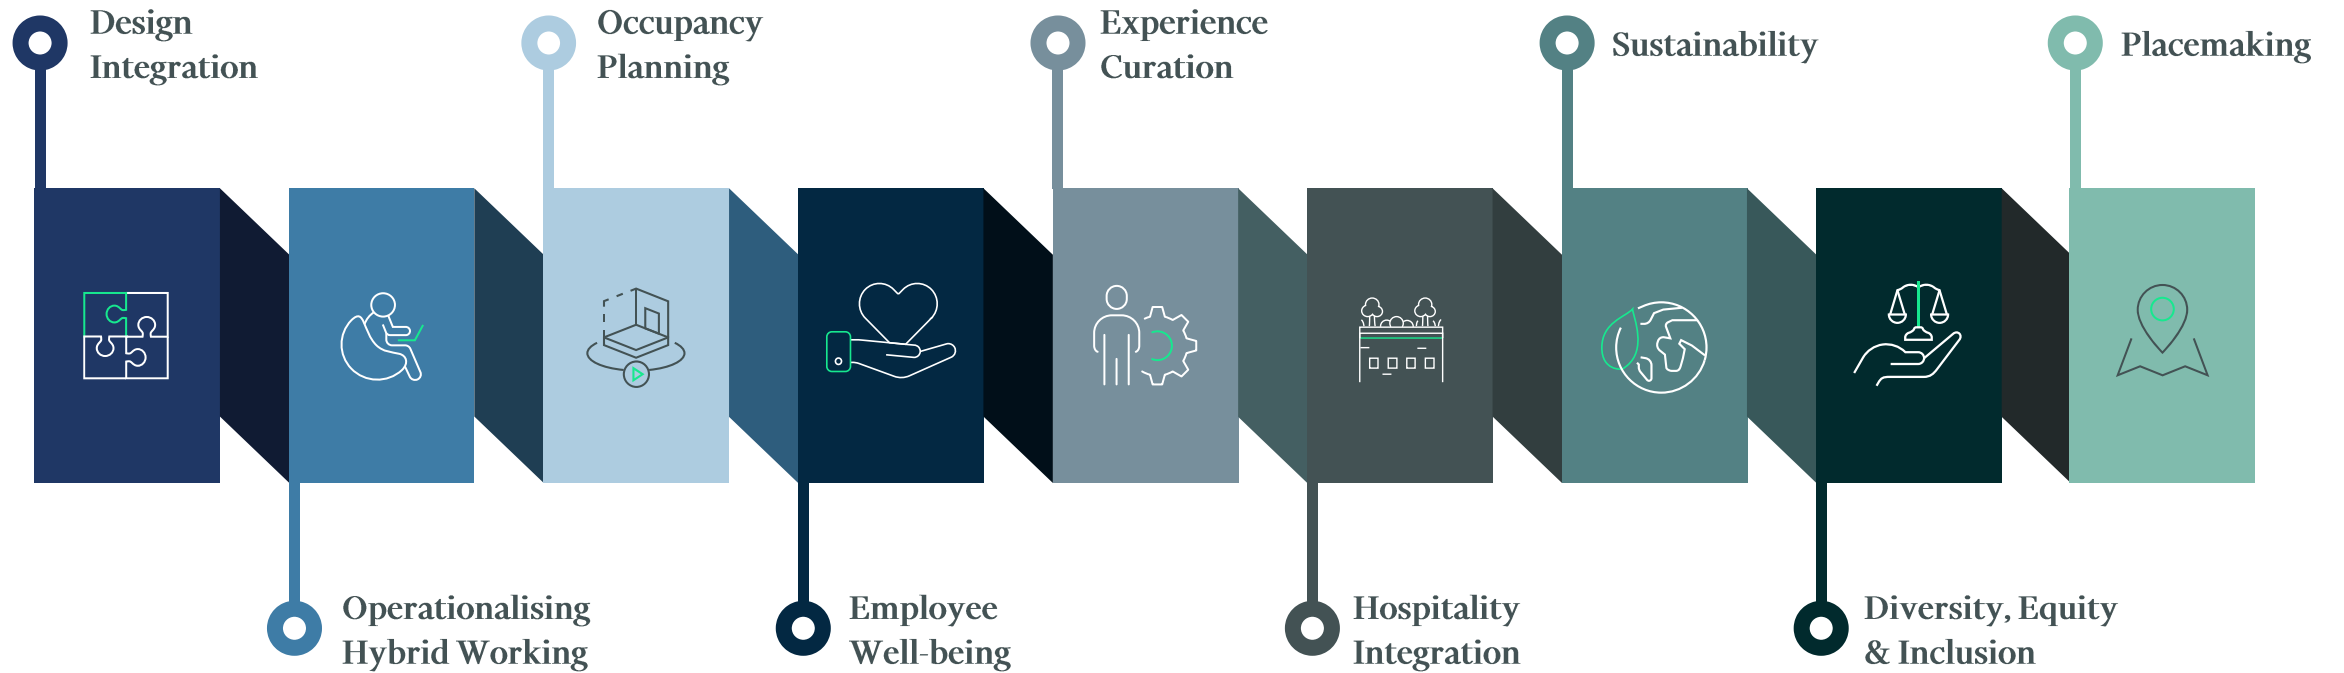 Design
Integration
Occupancy
Planning
Experience
Curation
Sustainability
Placemaking
Operationalising
Hybrid Working
Employee
Well-being
Hospitality
Integration
Diversity, Equity
& Inclusion